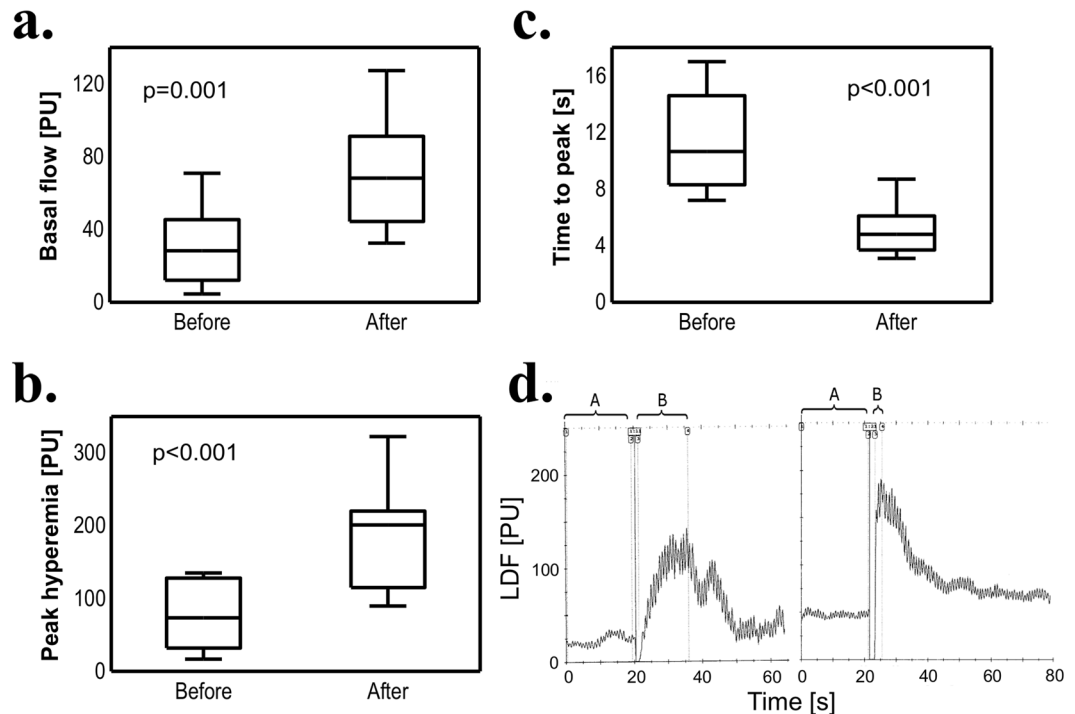 a.
Basal flow [PU]
120
80
40
0
p=0.001
Before After
b.
Peak hyperemia [PU]
300
200
100
0
p<0.001
Before After
c.
Time to peak [s]
16
12
8
4
0
p<0.001
Before After
d.
A B A B
LDF [PU]
200
100
0
0 20 40 60 0 20 40 60 80
Time [s]